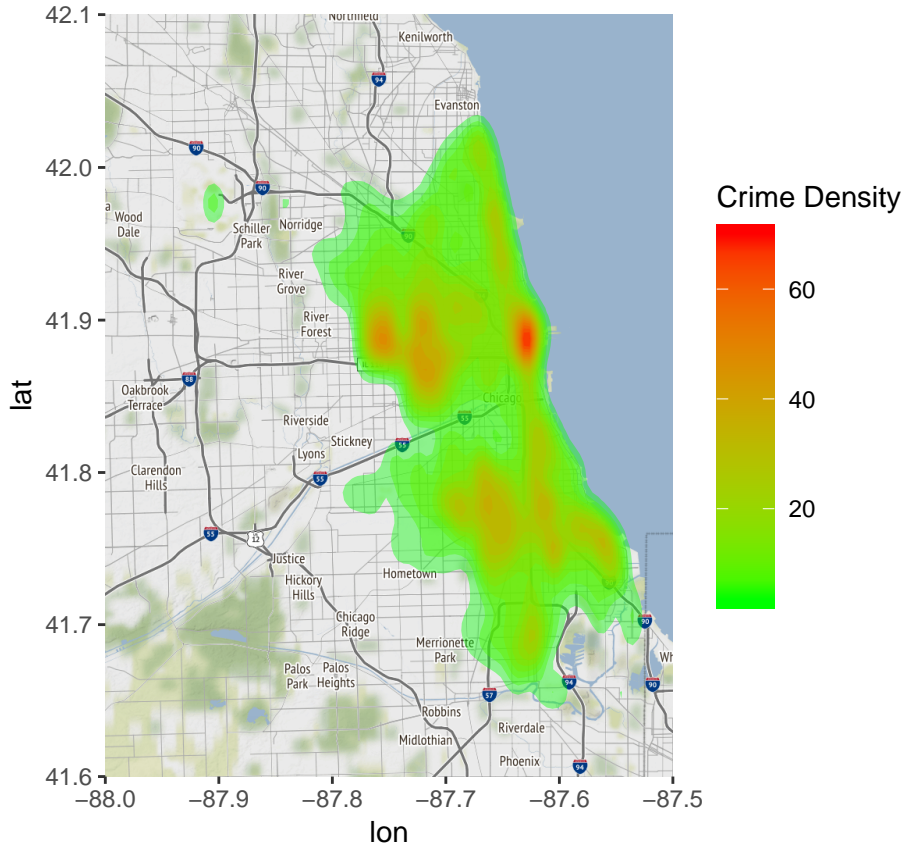 42.1
42.0
41.9
41.8
41.7
41.6
lat
Northfield
Kenilworth
94
Evanston
90
90
a
Wood
Dale
Schiller
Park
Norridge
90
River
Grove
River
Forest
88
Oakbrook
Terrace
Chicago
55
Riverside
Stickney
55
Lyons
55
Clarendon
Hills
55
12
Justice
Hometown
Hickory
Hills
Chicago
Ridge
90
Merrionette
Park
Palos
Park
Palos
Heights
94
90
57
Robbins
Riverdale
Midlothian
Phoenix
94
−88.0
−87.9
−87.8
−87.7
−87.6
−87.5
lon
Crime Density
60
40
20